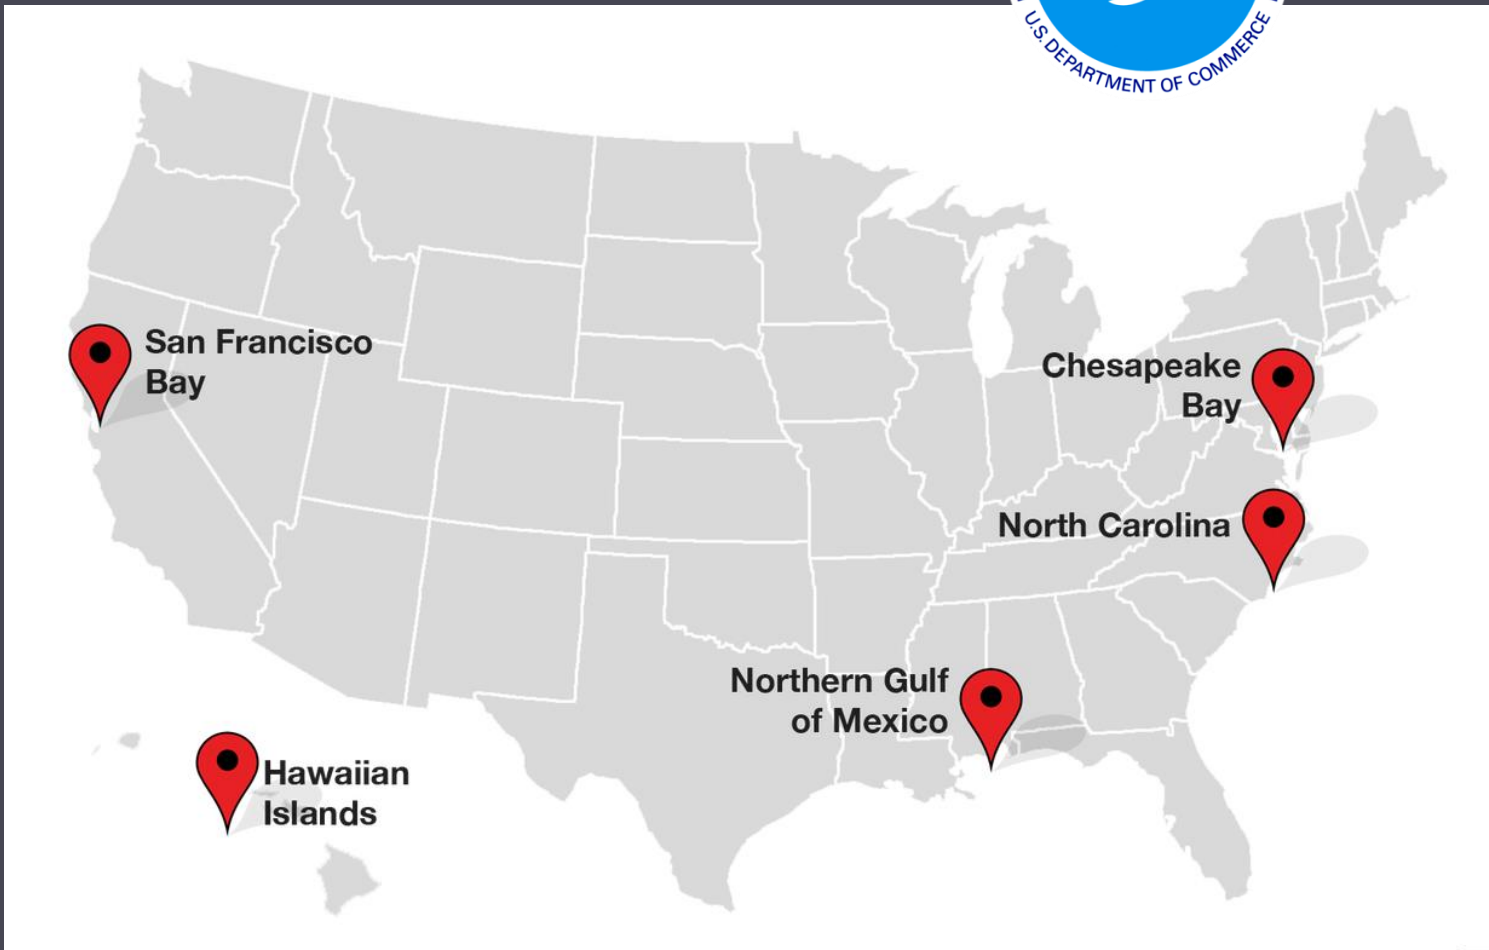 U.S. DEPARTMENT OF COMMERCE
San Francisco
Bay
Chesapeake
Bay
North Carolina
Northern Gulf
of Mexico
Hawaiian
Islands